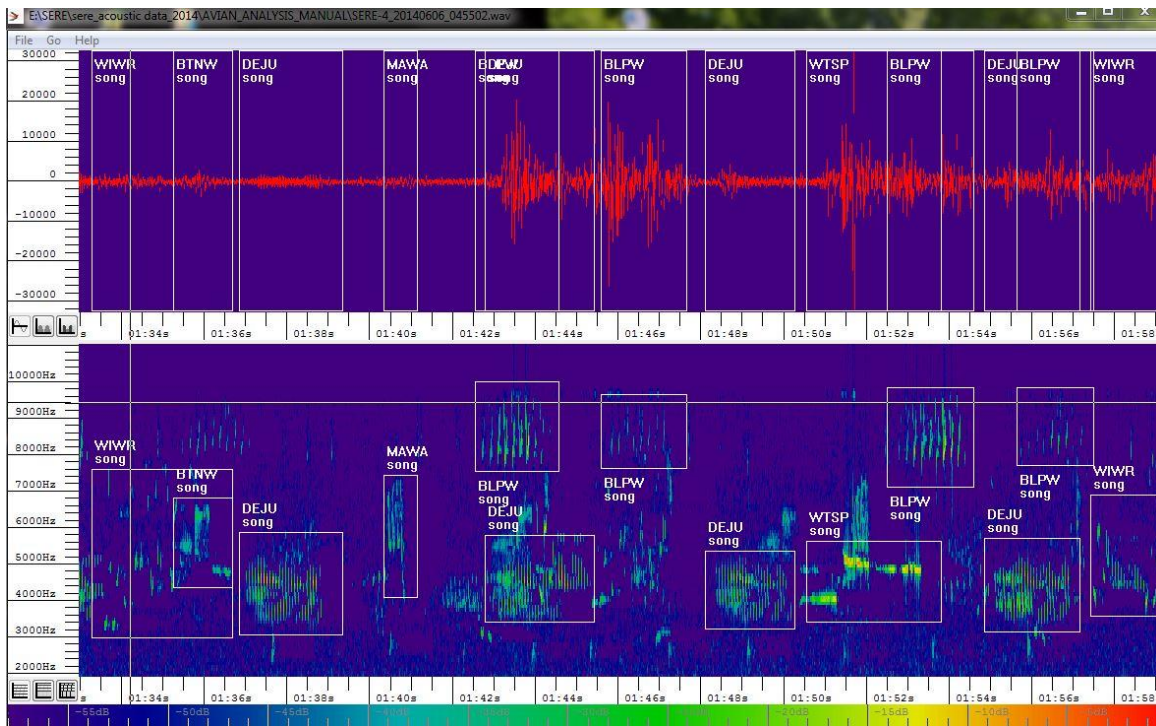 E:\SERE\sere_acoustic data_2014\AVIAN_ANALYSIS_MANUAL\SERE-4_20140606_045502.wav
File Go Help
30000
20000
10000
0
-10000
-20000
-30000
WIWR song
BTNW song
DEJU song
MAWA song
DEJU song
BLPW song
DEJU song
WTSP song
BLPW song
DEJU song
BLPW song
WIWR song
s 01:34s 01:36s 01:38s 01:40s 01:42s 01:44s 01:46s 01:48s 01:50s 01:52s 01:54s 01:56s 01:58
10000Hz
9000Hz
8000Hz
7000Hz
6000Hz
5000Hz
4000Hz
3000Hz
2000Hz
WIWR song
BTNW song
DEJU song
MAWA song
BLPW song
DEJU song
BLPW song
DEJU song
WTSP song
BLPW song
DEJU song
BLPW song
WIWR song
s 01:34s 01:36s 01:38s 01:40s 01:42s 01:44s 01:46s 01:48s 01:50s 01:52s 01:54s 01:56s 01:58
-55dB -50dB -45dB -20dB -15dB -10dB